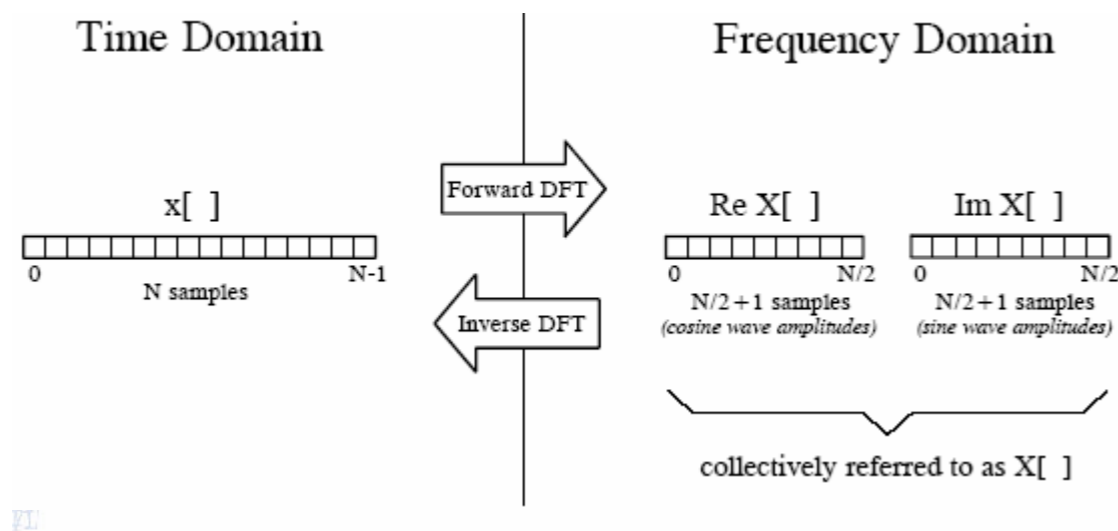 Time Domain
Frequency Domain
Forward DFT
x[ ]
Re X[ ]
Im X[ ]
0
N-1
N samples
0
N/2
0
N/2
N/2+1 samples
(cosine wave amplitudes)
N/2+1 samples
(sine wave amplitudes)
Inverse DFT
collectively referred to as X[ ]